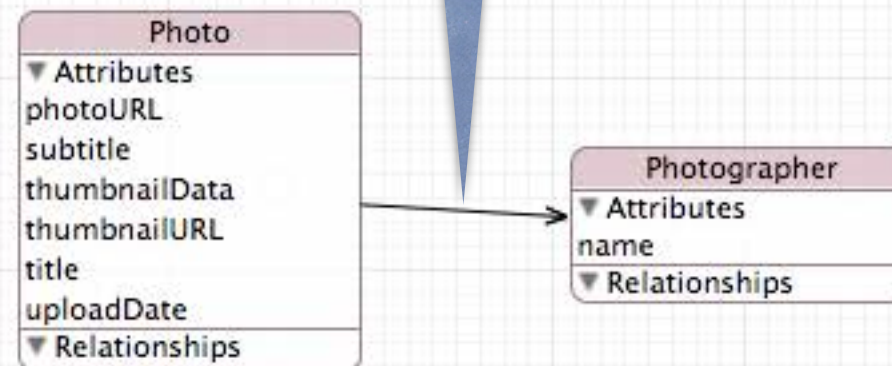 Photo
Attributes
photoURL
subtitle
thumbnailData
thumbnailURL
title
uploadDate
Relationships
Photographer
Attributes
name
Relationships